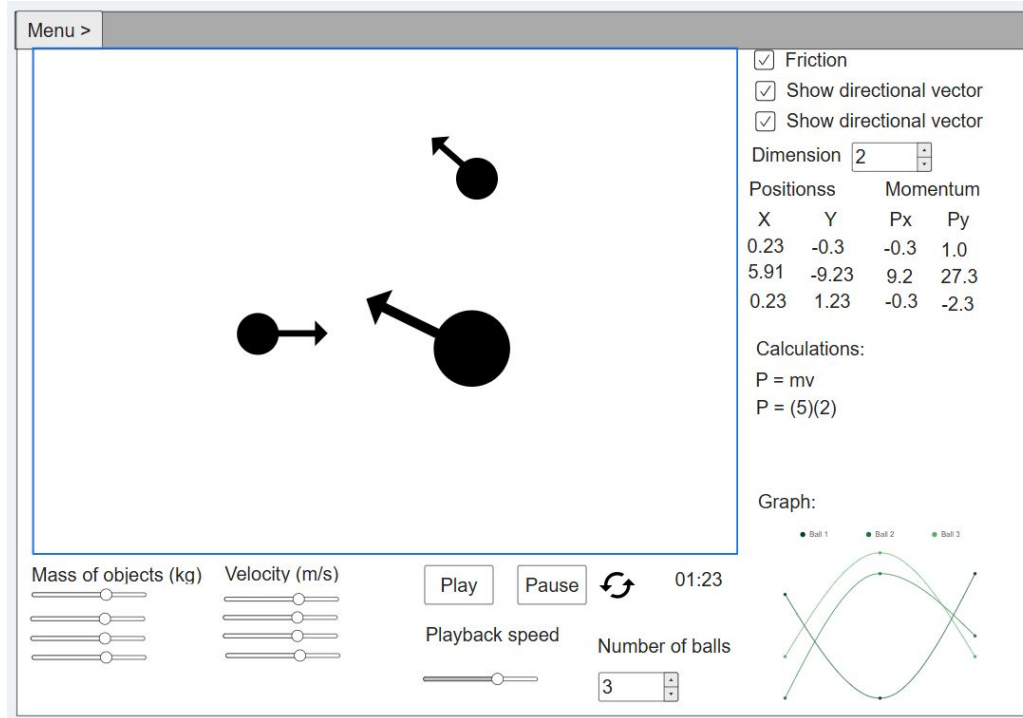 Menu >
Friction
Show directional vector
Show directional vector
Dimension 2
Positionss Momentum
X Y Px Py
0.23 -0.3 -0.3 1.0
5.91 -9.23 9.2 27.3
0.23 1.23 -0.3 -2.3
Calculations:
P = mv
P = (5)(2)
Graph:
Ball 1 Ball 2 Ball 3
Mass of objects (kg) Velocity (m/s)
Play Pause 01:23
Playback speed
Number of balls
3